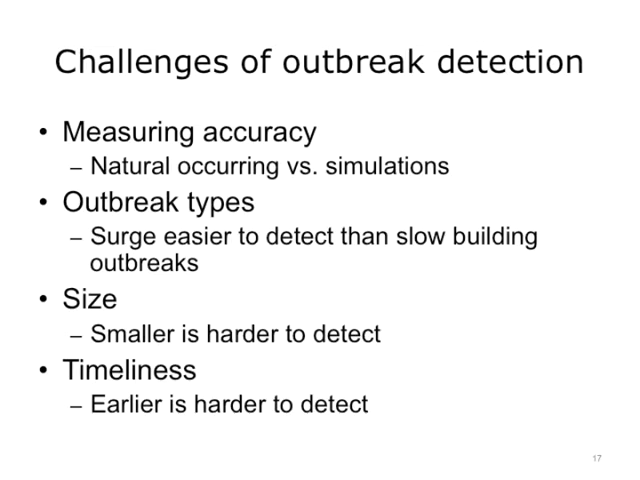 Challenges of outbreak detection
• Measuring accuracy
– Natural occurring vs. simulations
• Outbreak types
– Surge easier to detect than slow building
outbreaks
• Size
– Smaller is harder to detect
• Timeliness
– Earlier is harder to detect
17